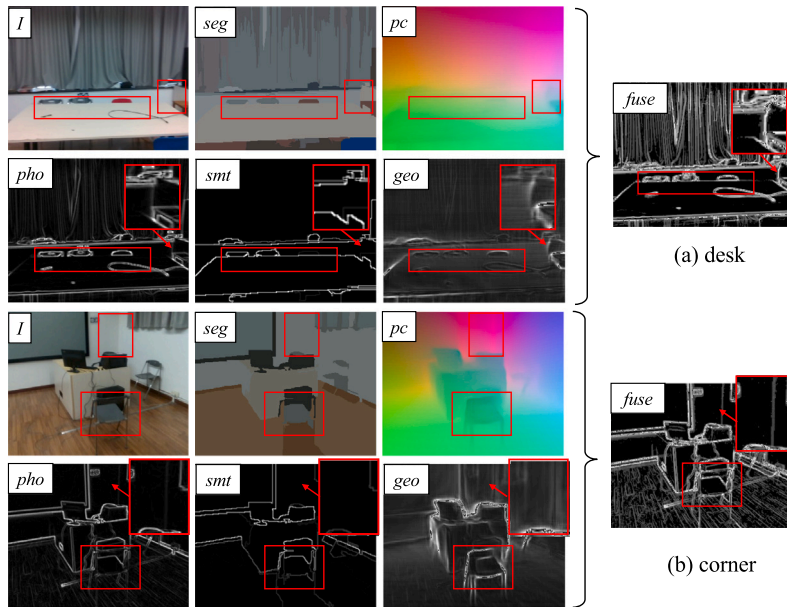 I
seg
pc
pho
smt
geo
fuse
(a) desk
I
seg
pc
pho
smt
geo
fuse
(b) corner